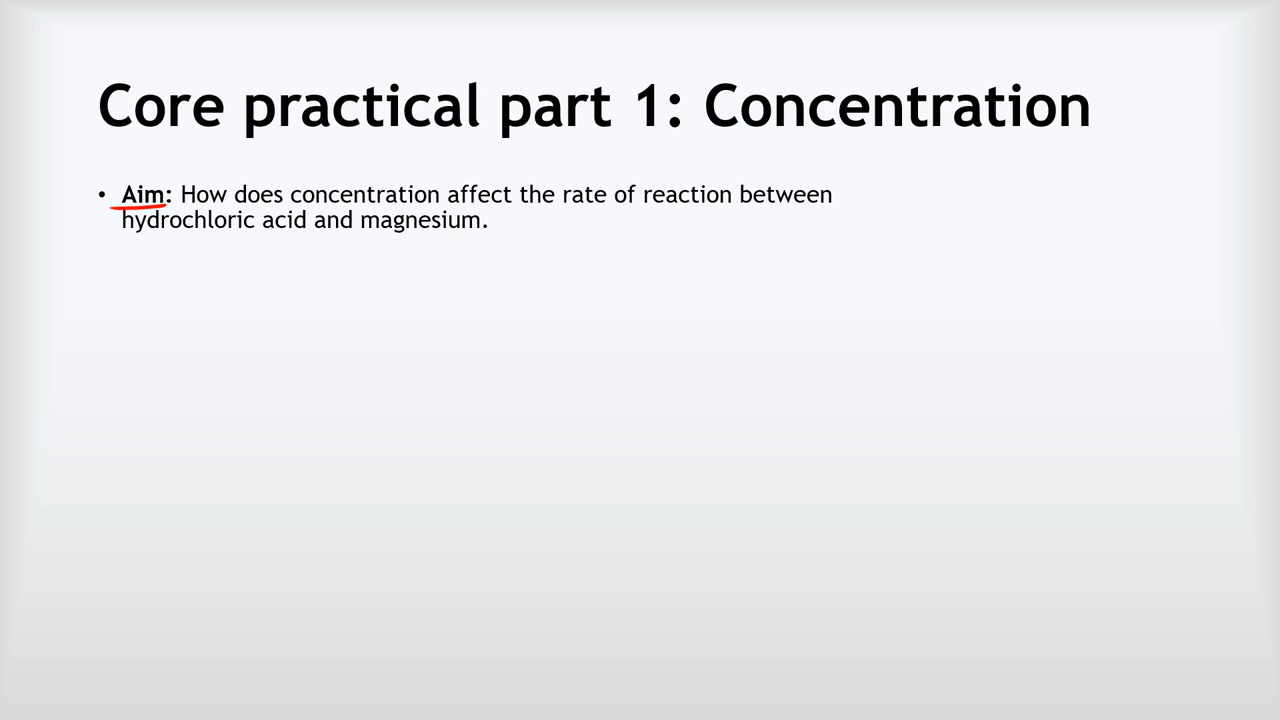 Core practical part 1: Concentration
• Aim: How does concentration affect the rate of reaction between
hydrochloric acid and magnesium.